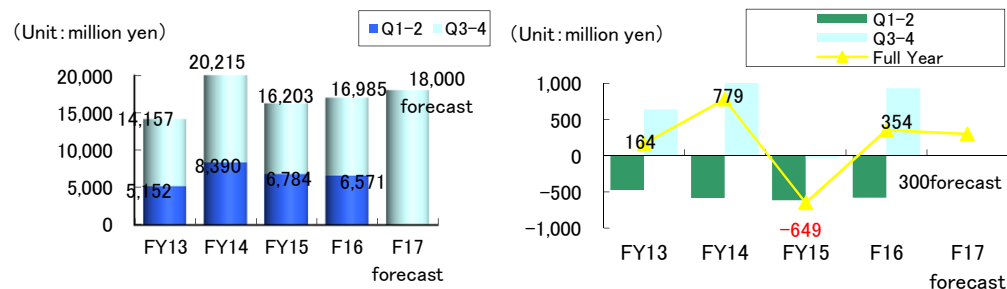 (Unit:million yen)
Q1-2 Q3-4
20,000
15,000
10,000
5,000
0
14,157
20,215
16,203
16,985
18,000
forecast
5,152
8,390
6,784
6,571
FY13 FY14 FY15 F16 F17
forecast
(Unit:million yen)
Q1-2
Q3-4
Full Year
1,000
500
0
-500
-1,000
164
779
-649
354
300forecast
FY13 FY14 FY15 F16 F17
forecast